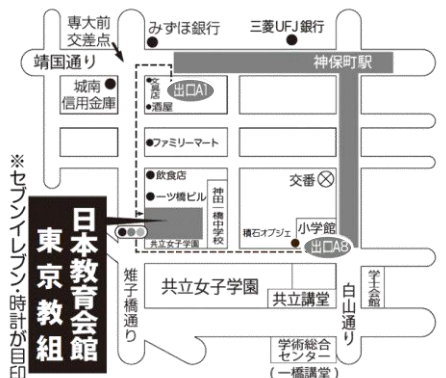 専大前
交差点
みずほ銀行
三菱UFJ銀行
靖国通り
神保町駅
城南
信用金庫
文具店
酒屋
出口A1
ファミリーマート
飲食店
一ツ橋ビル
神田一橋中学校
交番
※セブンイレブン・時計が目印
日本教育会館
東京教組
共立女子学園
積石オブジェ
小学館
出口A8
雉子橋通り
共立女子学園
共立講堂
白山通り
学士会館
学術総合
センター
(一橋講堂)